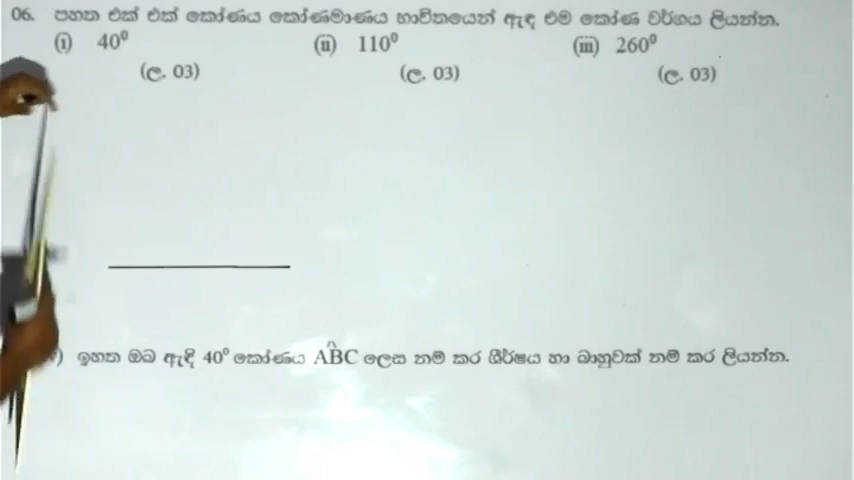 06. පහත එක් එක් කෝණය කෝණමානය භාවිතයෙන් ඇඳ එම කෝණ වර්ගය ලියන්න.
(i) 40⁰ (ii) 110⁰ (iii) 260⁰
(ල. 03) (ල. 03) (ල. 03)
) ඉහත ඔබ ඇඳි 40⁰ කෝණය AB̂C ලෙස නම් කර ශීර්ෂය හා බාහුවක් නම් කර ලියන්න.